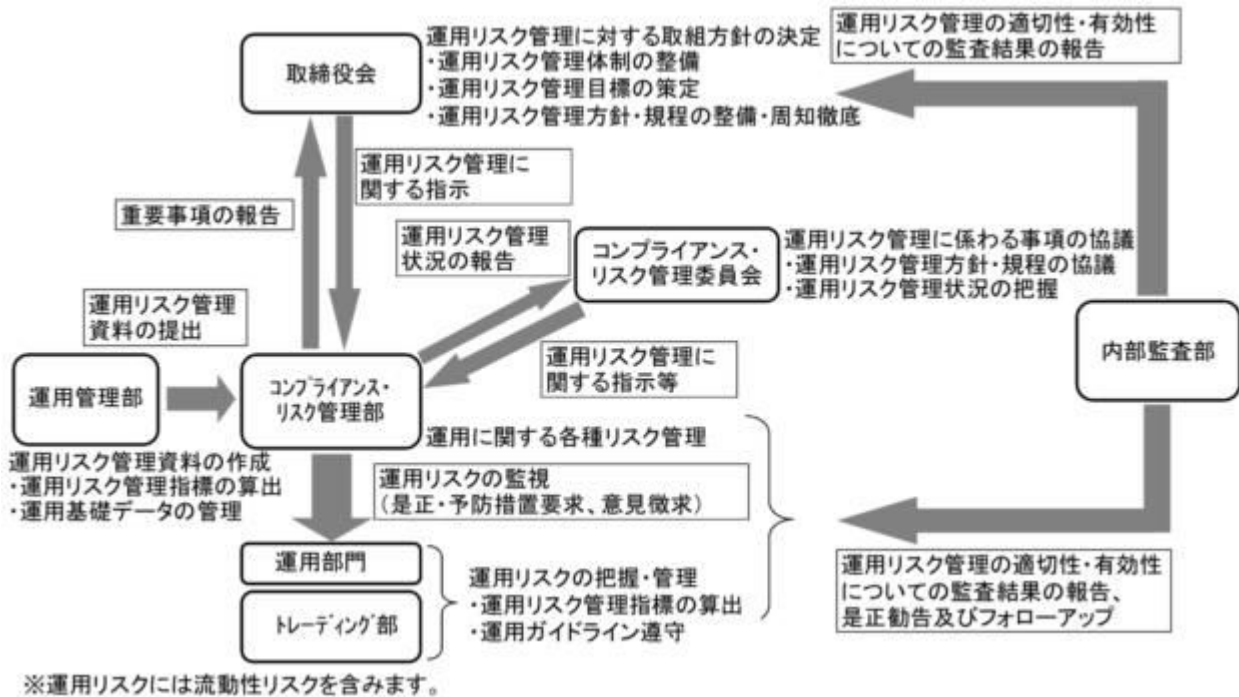 取締役会
運用リスク管理に対する取組方針の決定
・運用リスク管理体制の整備
・運用リスク管理目標の策定
・運用リスク管理方針・規程の整備・周知徹底
運用リスク管理の適切性・有効性
についての監査結果の報告
運用リスク管理に
関する指示
重要事項の報告
運用リスク管理
状況の報告
コンプライアンス・
リスク管理委員会
運用リスク管理に係わる事項の協議
・運用リスク管理方針・規程の協議
・運用リスク管理状況の把握
運用リスク管理
資料の提出
運用リスク管理に
関する指示等
内部監査部
運用管理部
コンプライアンス・
リスク管理部
運用に関する各種リスク管理
運用リスク管理資料の作成
・運用リスク管理指標の算出
・運用基礎データの管理
運用リスクの監視
(是正・予防措置要求、意見徴求)
運用部門
トレーディング部
運用リスクの把握・管理
・運用リスク管理指標の算出
・運用ガイドライン遵守
運用リスク管理の適切性・有効性
についての監査結果の報告、
是正勧告及びフォローアップ
※運用リスクには流動性リスクを含みます。